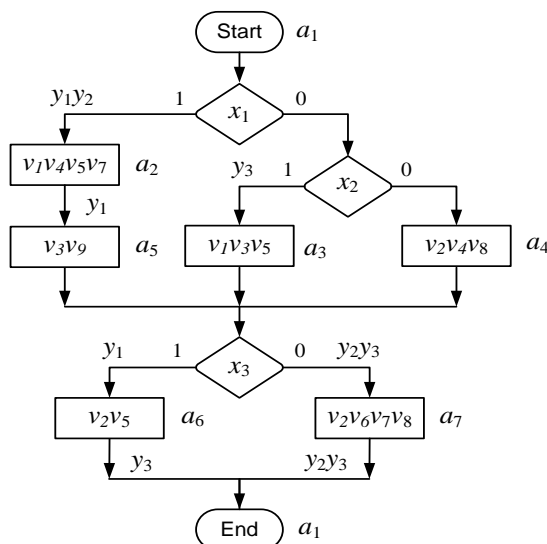 Start a₁
y₁y₂ 1 x₁ 0
v₁v₄v₅v₇ a₂ y₃ 1 x₂ 0
y₁
v₃v₉ a₅ v₁v₃v₅ a₃ v₂v₄v₈ a₄
y₁ 1 x₃ 0 y₂y₃
v₂v₅ a₆ v₂v₆v₇v₈ a₇
y₃ y₂y₃
End a₁